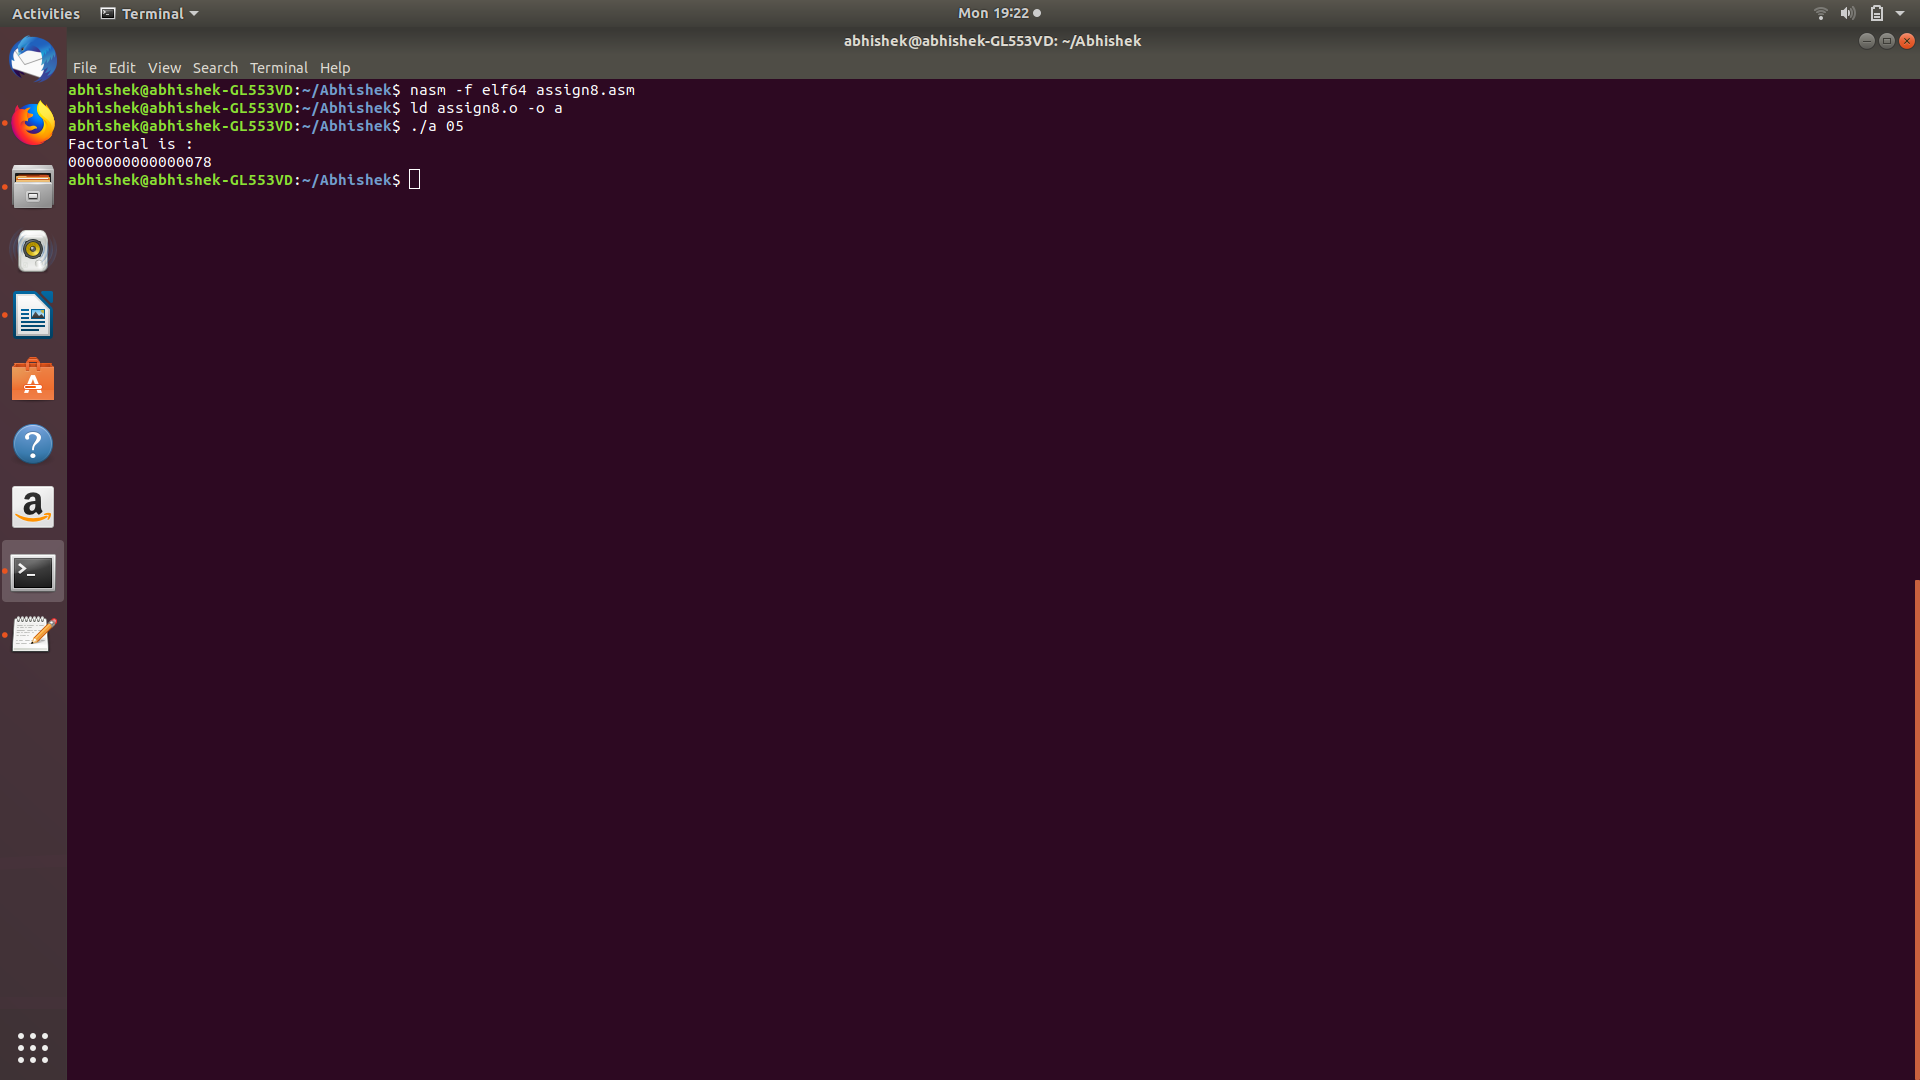 Activities Terminal Mon 19:22
abhishek@abhishek-GL553VD: ~/Abhishek
File Edit View Search Terminal Help
abhishek@abhishek-GL553VD:~/Abhishek$ nasm -f elf64 assign8.asm
abhishek@abhishek-GL553VD:~/Abhishek$ ld assign8.o -o a
abhishek@abhishek-GL553VD:~/Abhishek$ ./a 05
Factorial is :
0000000000000078
abhishek@abhishek-GL553VD:~/Abhishek$